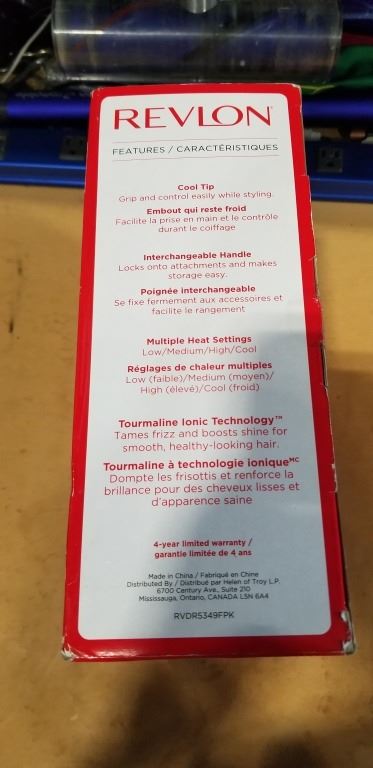 REVLON®
FEATURES / CARACTÉRISTIQUES
Cool Tip
Grip and control easily while styling.
Embout qui reste froid
Facilite la prise en main et le contrôle
durant le coiffage
Interchangeable Handle
Locks onto attachments and makes
storage easy.
Poignée interchangeable
Se fixe fermement aux accessoires et
facilite le rangement
Multiple Heat Settings
Low/Medium/High/Cool
Réglages de chaleur multiples
Low (faible)/Medium (moyen)/
High (élevé)/Cool (froid)
Tourmaline Ionic Technology™
Tames frizz and boosts shine for
smooth, healthy-looking hair.
Tourmaline à technologie ioniqueMC
Dompte les frisottis et renforce la
brillance pour des cheveux lisses et
d'apparence saine
4-year limited warranty /
garantie limitée de 4 ans
Made in China / Fabriqué en Chine
Distributed By / Distribué par Helen of Troy L.P.
6700 Century Ave., Suite 210
Mississauga, Ontario, CANADA L5N 6A4
RVDR5349FPK